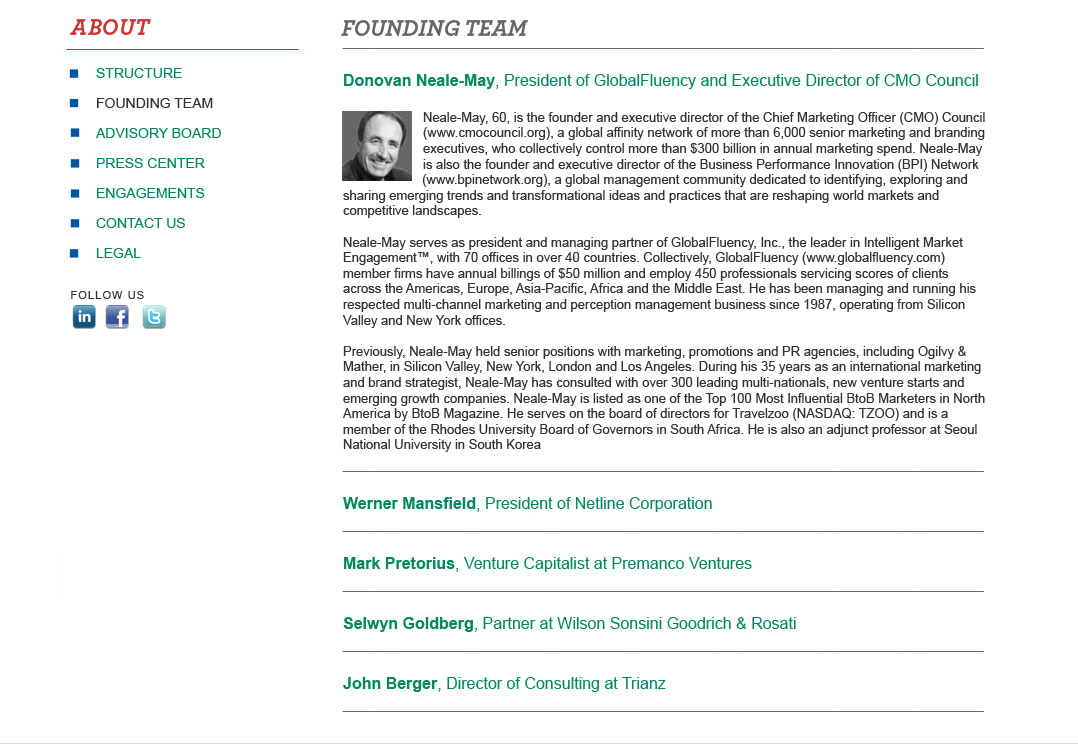 ABOUT
STRUCTURE
FOUNDING TEAM
ADVISORY BOARD
PRESS CENTER
ENGAGEMENTS
CONTACT US
LEGAL
FOLLOW US
in f t
FOUNDING TEAM
Donovan Neale-May, President of GlobalFluency and Executive Director of CMO Council
Neale-May, 60, is the founder and executive director of the Chief Marketing Officer (CMO) Council
(www.cmocouncil.org), a global affinity network of more than 6,000 senior marketing and branding
executives, who collectively control more than $300 billion in annual marketing spend. Neale-May
is also the founder and executive director of the Business Performance Innovation (BPI) Network
(www.bpinetwork.org), a global management community dedicated to identifying, exploring and
sharing emerging trends and transformational ideas and practices that are reshaping world markets and
competitive landscapes.
Neale-May serves as president and managing partner of GlobalFluency, Inc., the leader in Intelligent Market
Engagement™, with 70 offices in over 40 countries. Collectively, GlobalFluency (www.globalfluency.com)
member firms have annual billings of $50 million and employ 450 professionals servicing scores of clients
across the Americas, Europe, Asia-Pacific, Africa and the Middle East. He has been managing and running his
respected multi-channel marketing and perception management business since 1987, operating from Silicon
Valley and New York offices.
Previously, Neale-May held senior positions with marketing, promotions and PR agencies, including Ogilvy &
Mather, in Silicon Valley, New York, London and Los Angeles. During his 35 years as an international marketing
and brand strategist, Neale-May has consulted with over 300 leading multi-nationals, new venture starts and
emerging growth companies. Neale-May is listed as one of the Top 100 Most Influential BtoB Marketers in North
America by BtoB Magazine. He serves on the board of directors for Travelzoo (NASDAQ: TZOO) and is a
member of the Rhodes University Board of Governors in South Africa. He is also an adjunct professor at Seoul
National University in South Korea
Werner Mansfield, President of Netline Corporation
Mark Pretorius, Venture Capitalist at Premanco Ventures
Selwyn Goldberg, Partner at Wilson Sonsini Goodrich & Rosati
John Berger, Director of Consulting at Trianz